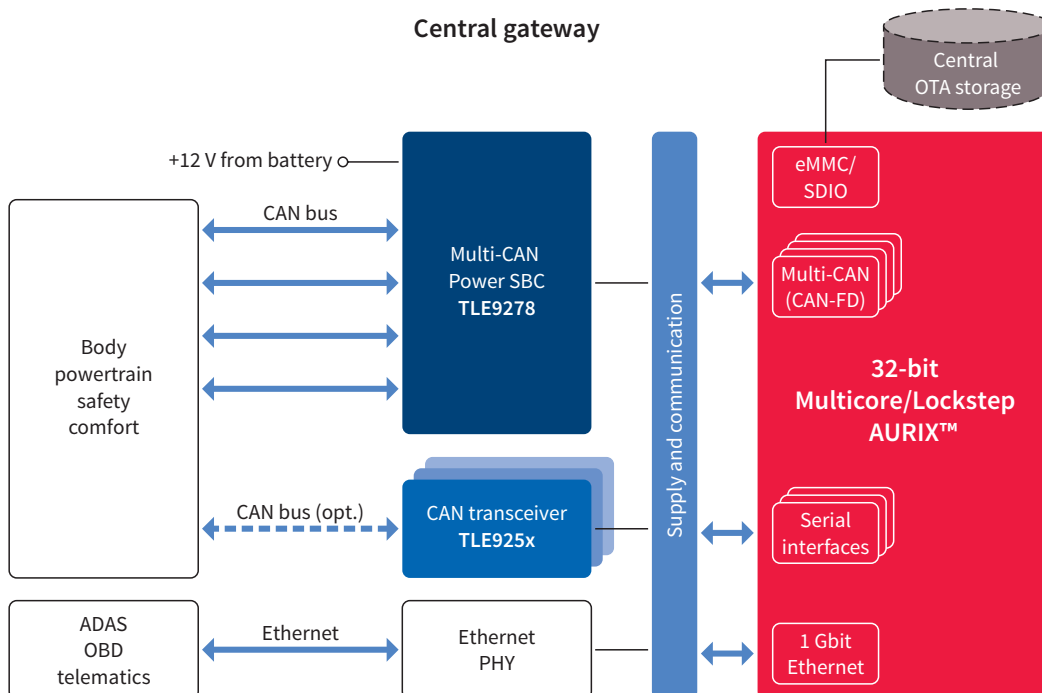 Central gateway
Central
OTA storage
+12 V from battery
eMMC/
SDIO
CAN bus
Multi-CAN
Power SBC
TLE9278
Multi-CAN
(CAN-FD)
Body
powertrain
safety
comfort
Supply and communication
32-bit
Multicore/Lockstep
AURIX™
CAN bus (opt.)
CAN transceiver
TLE925x
Serial
interfaces
ADAS
OBD
telematics
Ethernet
Ethernet
PHY
1 Gbit
Ethernet